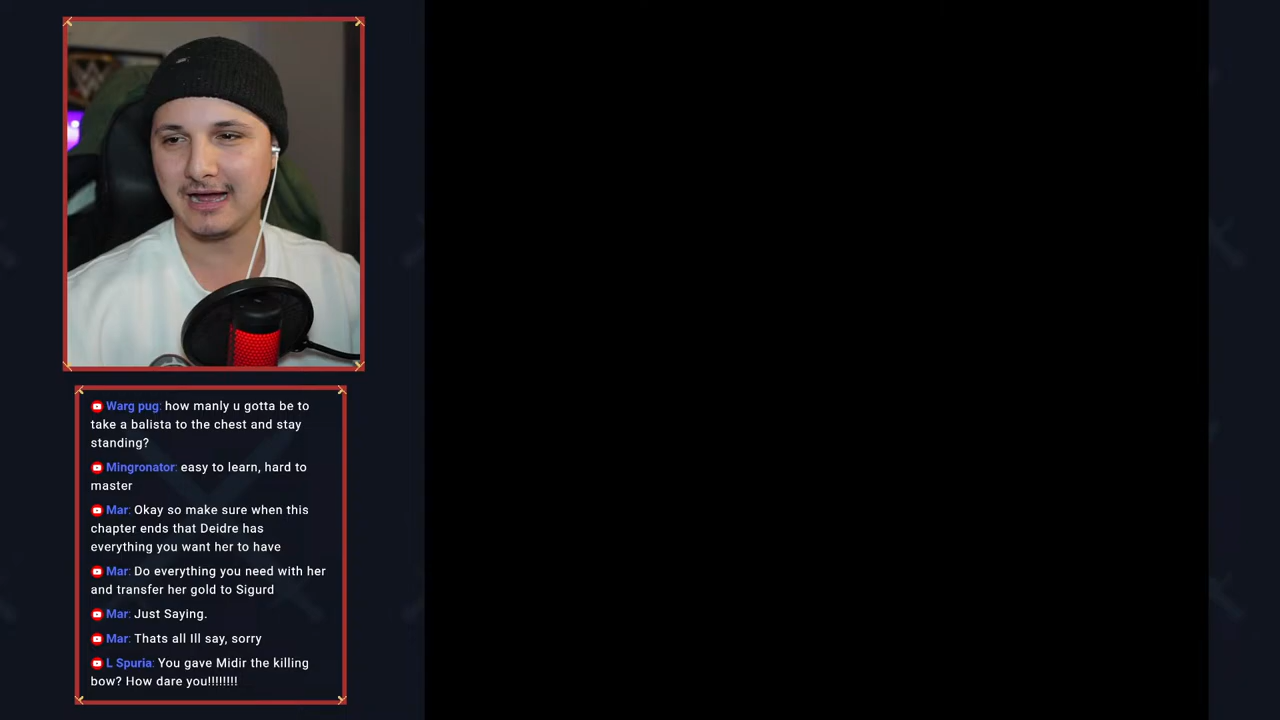 Warg pug: how manly u gotta be to
take a balista to the chest and stay
standing?
Mingronator: easy to learn, hard to
master
Mar: Okay so make sure when this
chapter ends that Deidre has
everything you want her to have
Mar: Do everything you need with her
and transfer her gold to Sigurd
Mar: Just Saying.
Mar: Thats all Ill say, sorry
L Spuria: You gave Midir the killing
bow? How dare you!!!!!!!!